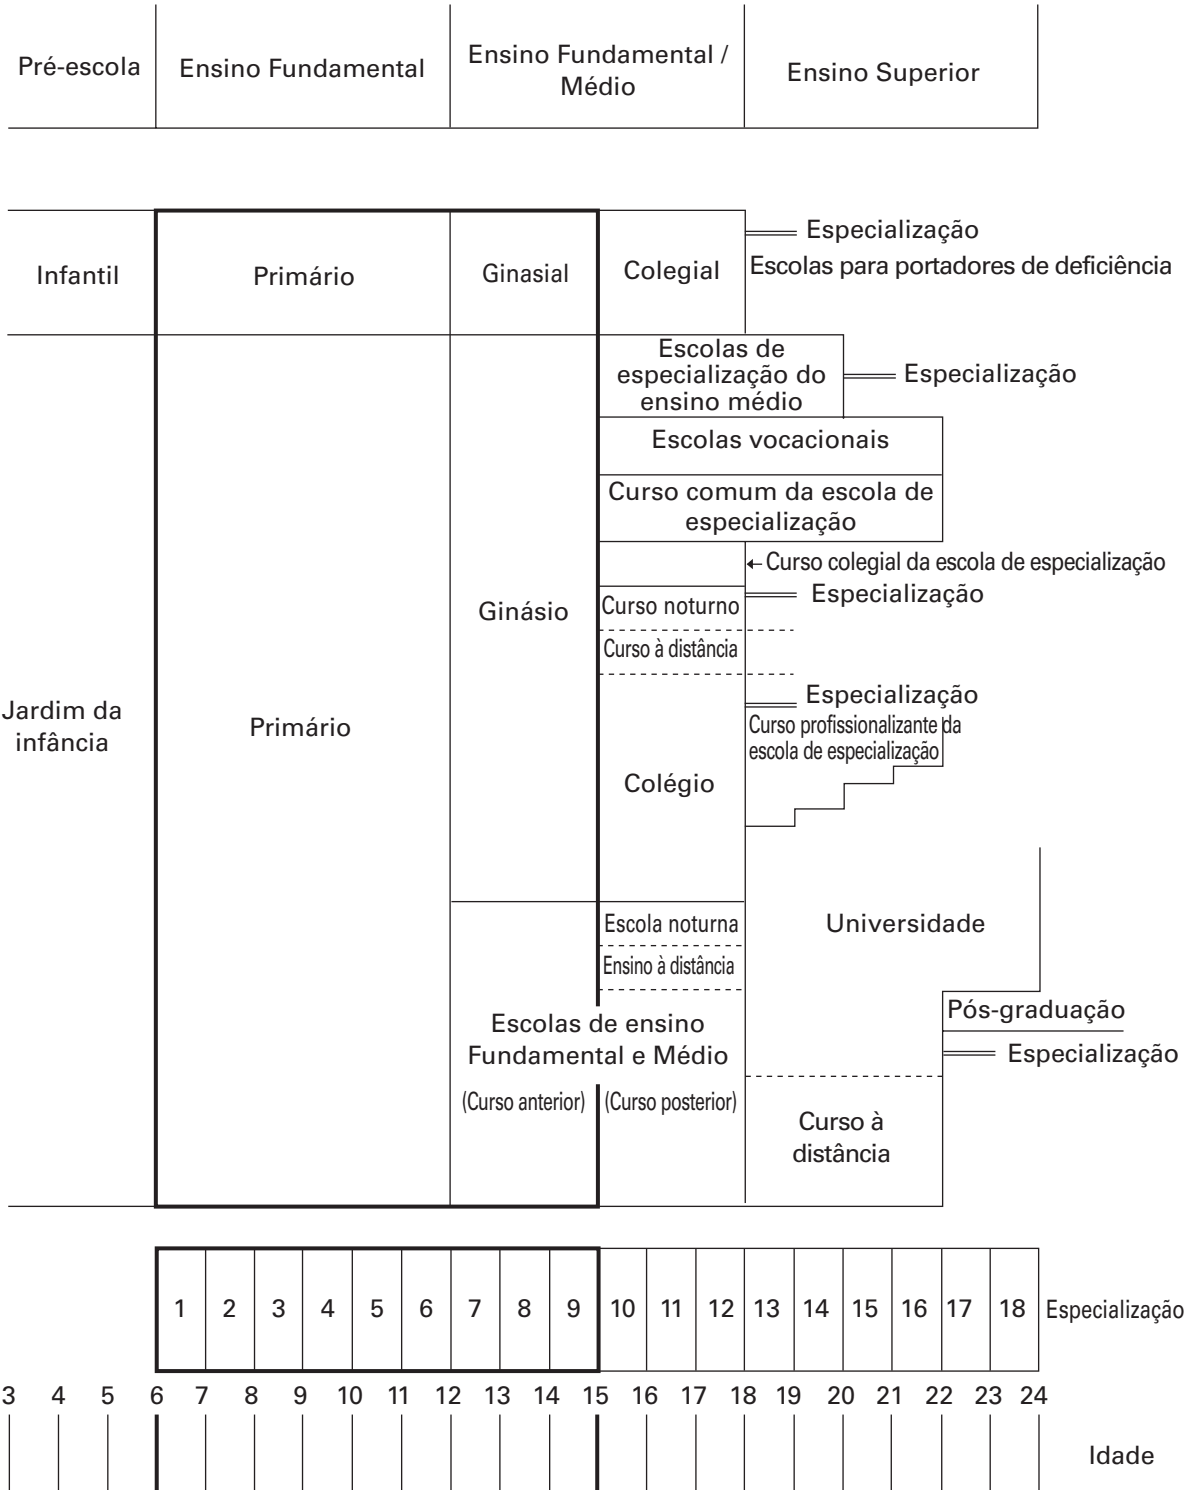 Pré-escola
Ensino Fundamental
Ensino Fundamental /
Médio
Ensino Superior
Infantil
Primário
Ginasial
Colegial
Especialização
Escolas para portadores de deficiência
Escolas de
especialização do
ensino médio
Especialização
Escolas vocacionais
Curso comum da escola de
especialização
Curso colegial da escola de especialização
Especialização
Curso noturno
Curso à distância
Ginásio
Jardim da
infância
Primário
Especialização
Curso profissionalizante da
escola de especialização
Colégio
Escola noturna
Ensino à distância
Universidade
Escolas de ensino
Fundamental e Médio
(Curso anterior)
(Curso posterior)
Pós-graduação
Especialização
Curso à
distância
1 2 3 4 5 6 7 8 9 10 11 12 13 14 15 16 17 18 Especialização
3 4 5 6 7 8 9 10 11 12 13 14 15 16 17 18 19 20 21 22 23 24
Idade